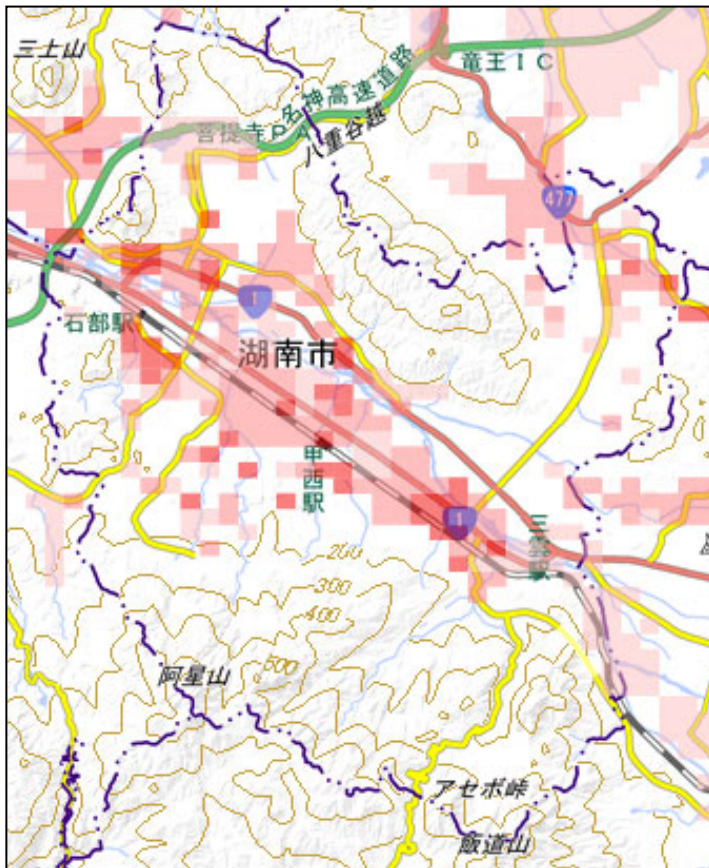 三上山
竜王IC
名神高速道路
菩提寺PA
八重谷越
477
1
石部駅
湖南市
甲西駅
1
三雲駅
200
300
400
500
阿星山
アセボ峠
飯道山